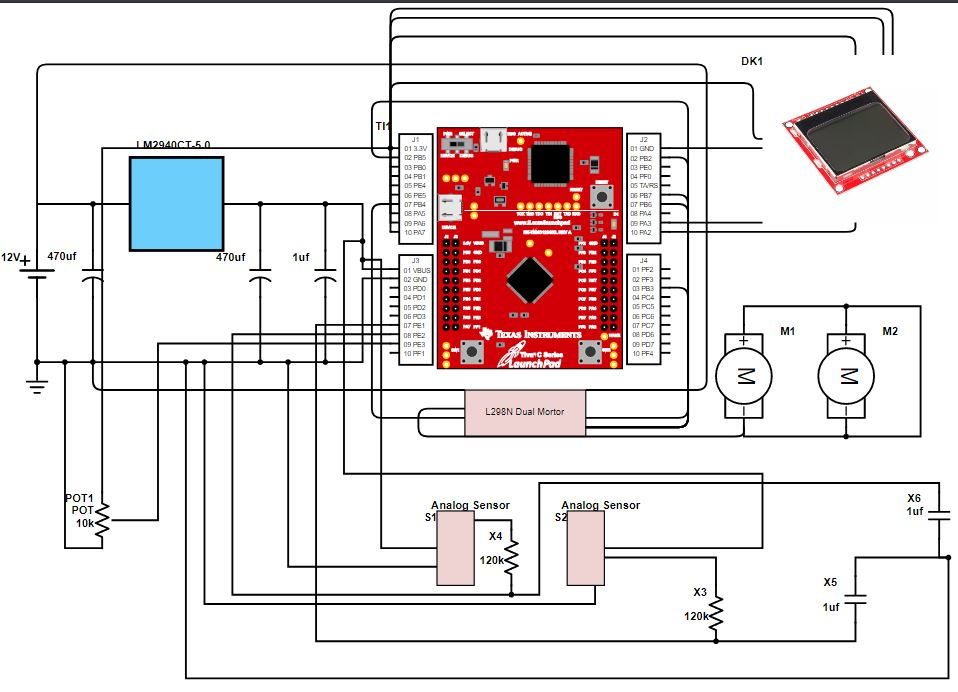 DK1
TI1
LM2940CT-5.0
12V
+
470uf
470uf
1uf
J1
01 3.3V
02 PB5
03 PB0
04 PB1
05 PE4
06 PE5
07 PB4
08 PA5
09 PA6
10 PA7
J2
01 GND
02 PB2
03 PE0
04 PF0
05 TA/RS
06 PB7
07 PB6
08 PA4
09 PA3
10 PA2
J3
01 VBUS
02 GND
03 PD0
04 PD1
05 PD2
06 PD3
07 PE1
08 PE2
09 PE3
10 PF1
J4
01 PF2
02 PF3
03 PB3
04 PC4
05 PC5
06 PC6
07 PC7
08 PD6
09 PD7
10 PF4
TEXAS INSTRUMENTS
Tiva C Series
LaunchPad
M1
M2
+
M
+
M
L298N Dual Mortor
POT1
POT
10k
Analog Sensor
S1
X4
120k
Analog Sensor
S2
X3
120k
X6
1uf
X5
1uf